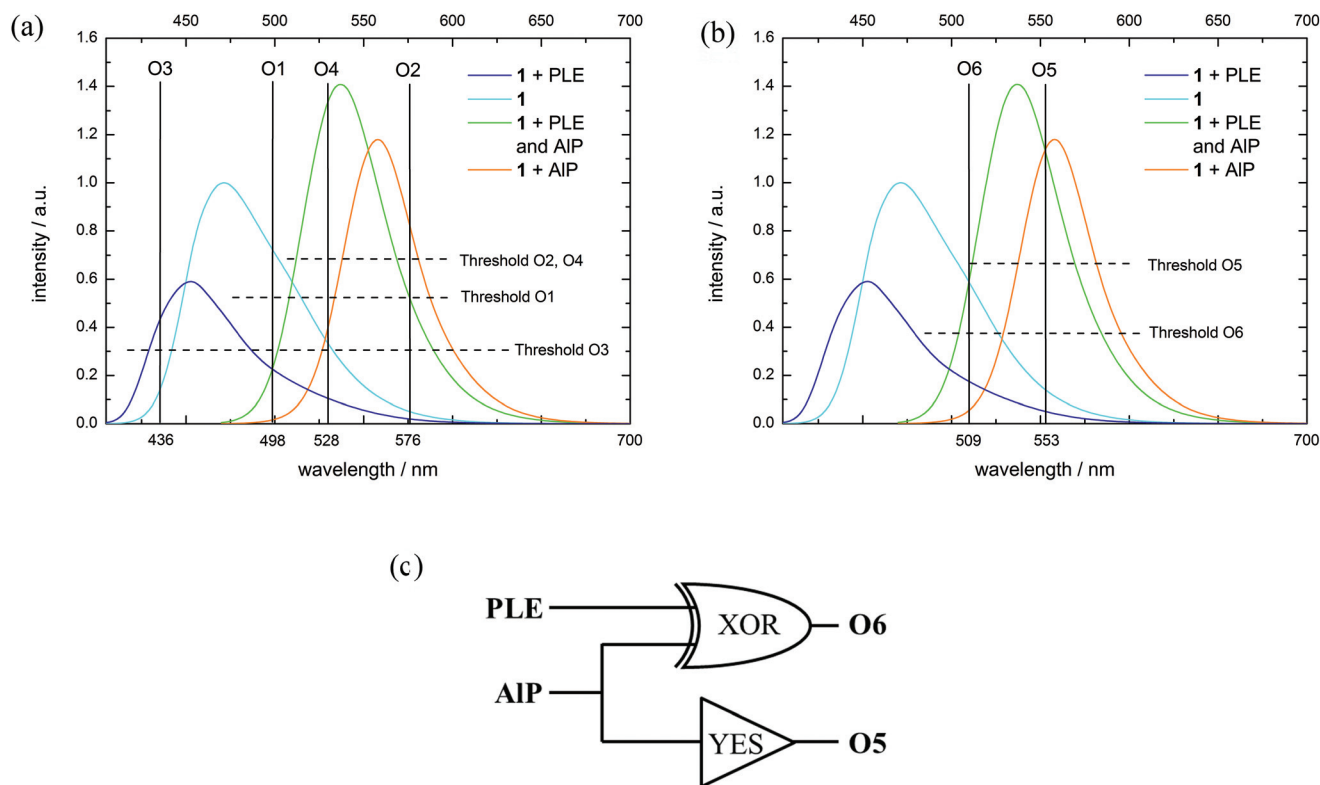 (a)
450 500 550 600 700
1.6
1.4
1.2
1.0
0.8
0.6
0.4
0.2
0.0
intensity / a.u.
O3 O1 O4 O2
1 + PLE
1
1 + PLE
and AlP
1 + AlP
Threshold O2, O4
Threshold O1
Threshold O3
436 498 528 576 700
wavelength / nm
(b)
450 500 550 600 700
1.6
1.4
1.2
1.0
0.8
0.6
0.4
0.2
0.0
intensity / a.u.
O6 O5
1 + PLE
1
1 + PLE
and AlP
1 + AlP
Threshold O5
Threshold O6
509 553 700
wavelength / nm
(c)
PLE XOR O6
AlP
YES O5